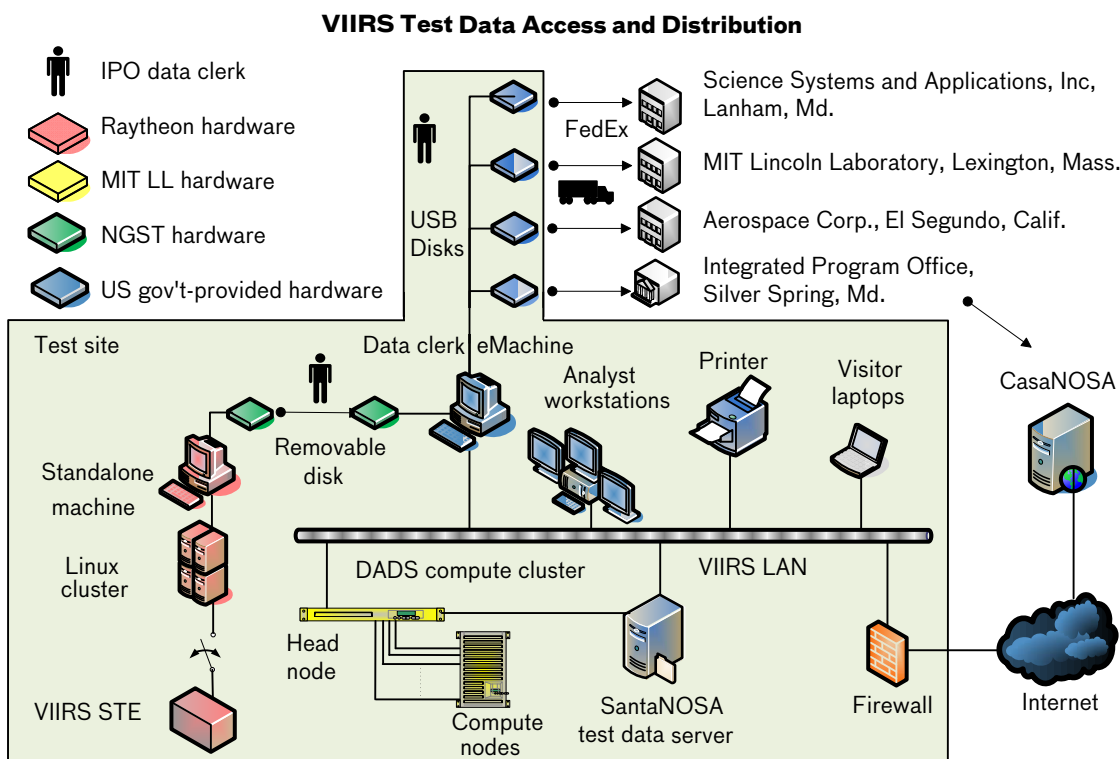 VIIRS Test Data Access and Distribution
IPO data clerk
Raytheon hardware
MIT LL hardware
NGST hardware
US gov't-provided hardware
USB
Disks
FedEx
Science Systems and Applications, Inc,
Lanham, Md.
MIT Lincoln Laboratory, Lexington, Mass.
Aerospace Corp., El Segundo, Calif.
Integrated Program Office,
Silver Spring, Md.
Test site
Data clerk eMachine
Analyst
workstations
Printer
Visitor
laptops
CasaNOSA
Removable
disk
Standalone
machine
Linux
cluster
DADS compute cluster
VIIRS LAN
Head
node
VIIRS STE
Compute
nodes
SantaNOSA
test data server
Firewall
Internet